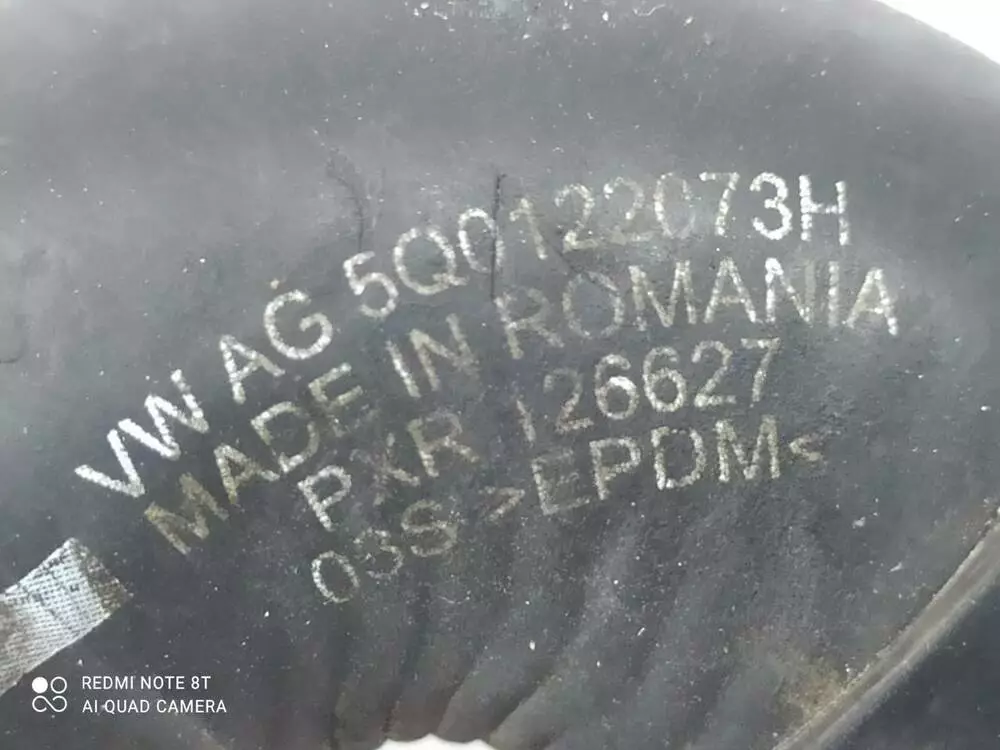 VW AG 5Q0122073H
MADE IN ROMANIA
PXR 126627
03S >EPDM<
REDMI NOTE 8T
AI QUAD CAMERA